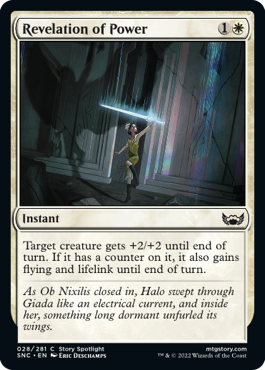 Revelation of Power 1
Instant
Target creature gets +2/+2 until end of
turn. If it has a counter on it, it also gains
flying and lifelink until end of turn.
As Ob Nixilis closed in, Halo swept through
Giada like an electrical current, and inside
her, something long dormant unfurled its
wings.
028/281 C Story Spotlight
SNC • EN Eric Deschamps
mtgstory.com
™ & © 2022 Wizards of the Coast